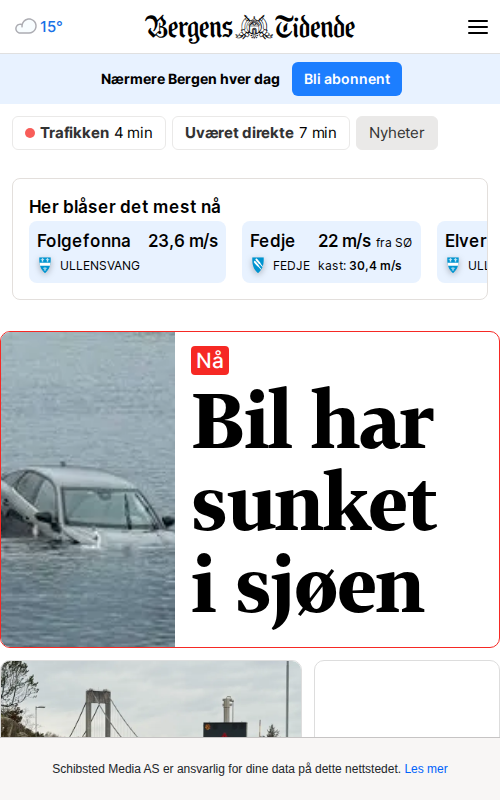 15°
Bergens Tidende
Nærmere Bergen hver dag
Bli abonnent
Trafikken 4 min
Uværet direkte 7 min
Nyheter
Her blåser det mest nå
Folgefonna 23,6 m/s
ULLENSVANG
Fedje 22 m/s fra SØ
FEDJE kast: 30,4 m/s
Elver
ULL
Nå
Bil har
sunket
i sjøen
Schibsted Media AS er ansvarlig for dine data på dette nettstedet. Les mer